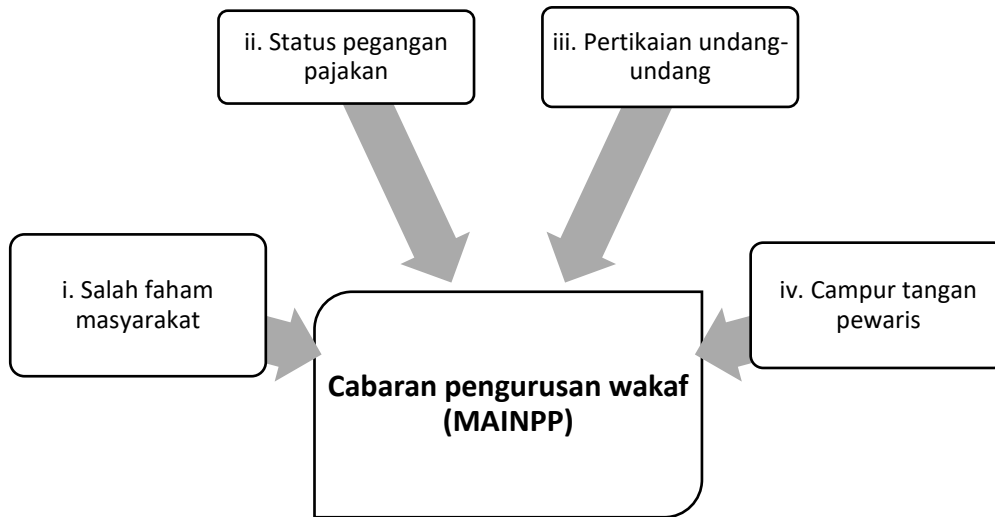 ii. Status pegangan
pajakan
iii. Pertikaian undang-
undang
i. Salah faham
masyarakat
iv. Campur tangan
pewaris
Cabaran pengurusan wakaf
(MAINPP)